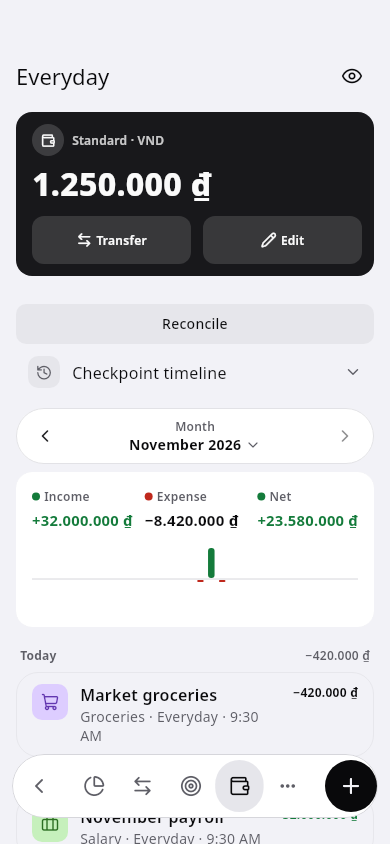 Everyday
Standard · VND
1.250.000 ₫
Transfer
Edit
Reconcile
Checkpoint timeline
Month
November 2026
Income
Expense
Net
+32.000.000 ₫
−8.420.000 ₫
+23.580.000 ₫
Today
−420.000 ₫
Market groceries
−420.000 ₫
Groceries · Everyday · 9:30
AM
November payroll
Salary · Everyday · 9:30 AM